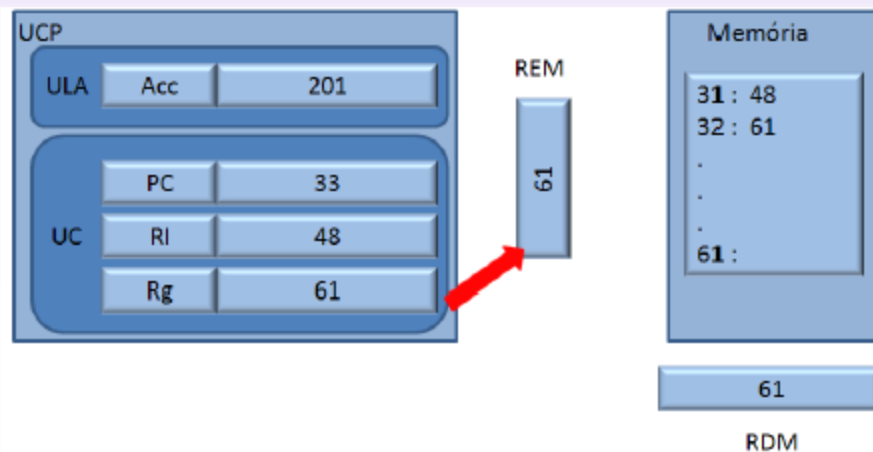 UCP
ULA Acc 201
UC
PC 33
RI 48
Rg 61
REM
61
Memória
31 : 48
32 : 61
.
.
.
61 :
61
RDM